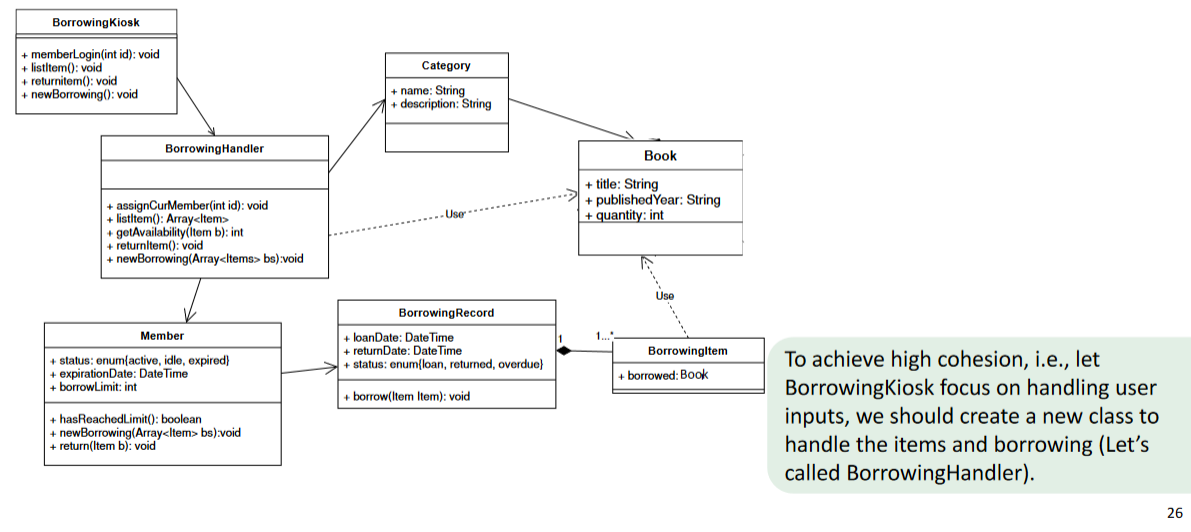 BorrowingKiosk
+ memberLogin(int id): void
+ listItem(): void
+ returnitem(): void
+ newBorrowing(): void
Category
+ name: String
+ description: String
BorrowingHandler
+ assignCurMember(int id): void
+ listItem(): Array<Item>
+ getAvailability(Item b): int
+ returnItem(): void
+ newBorrowing(Array<Items> bs):void
Use
Book
+ title: String
+ publishedYear: String
+ quantity: int
Use
Member
+ status: enum{active, idle, expired}
+ expirationDate: DateTime
+ borrowLimit: int
+ hasReachedLimit(): boolean
+ newBorrowing(Array<Item> bs):void
+ return(Item b): void
BorrowingRecord
+ loanDate: DateTime
+ returnDate: DateTime
+ status: enum{loan, returned, overdue}
+ borrow(Item Item): void
1
1...*
BorrowingItem
+ borrowed: Book
To achieve high cohesion, i.e., let
BorrowingKiosk focus on handling user
inputs, we should create a new class to
handle the items and borrowing (Let's
called BorrowingHandler).
26